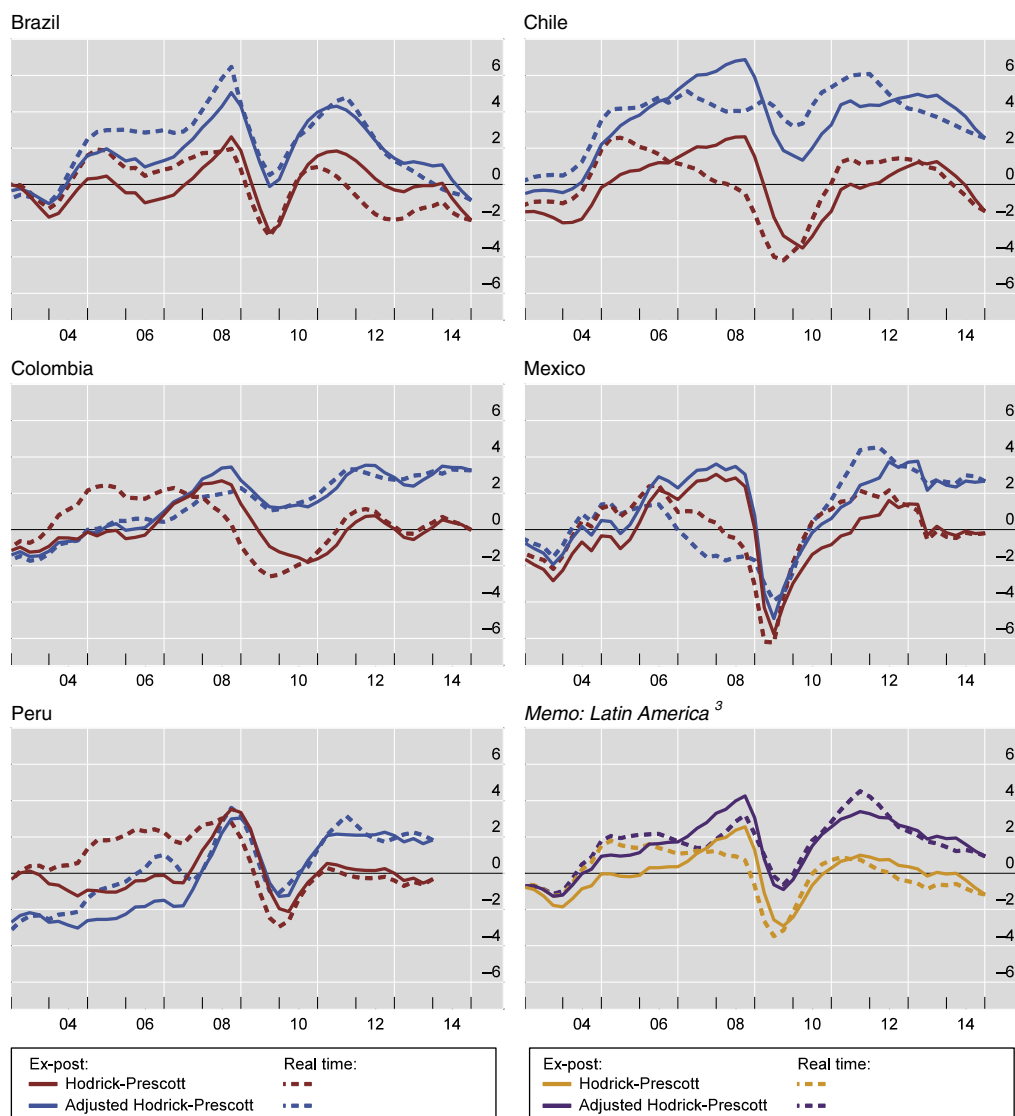 Brazil
6
4
2
0
–2
–4
–6
04 06 08 10 12 14
Chile
6
4
2
0
–2
–4
–6
04 06 08 10 12 14
Colombia
6
4
2
0
–2
–4
–6
04 06 08 10 12 14
Mexico
6
4
2
0
–2
–4
–6
04 06 08 10 12 14
Peru
6
4
2
0
–2
–4
–6
04 06 08 10 12 14
Memo: Latin America 3
6
4
2
0
–2
–4
–6
04 06 08 10 12 14
Ex-post: Real time:
Hodrick-Prescott
Adjusted Hodrick-Prescott
Ex-post: Real time:
Hodrick-Prescott
Adjusted Hodrick-Prescott